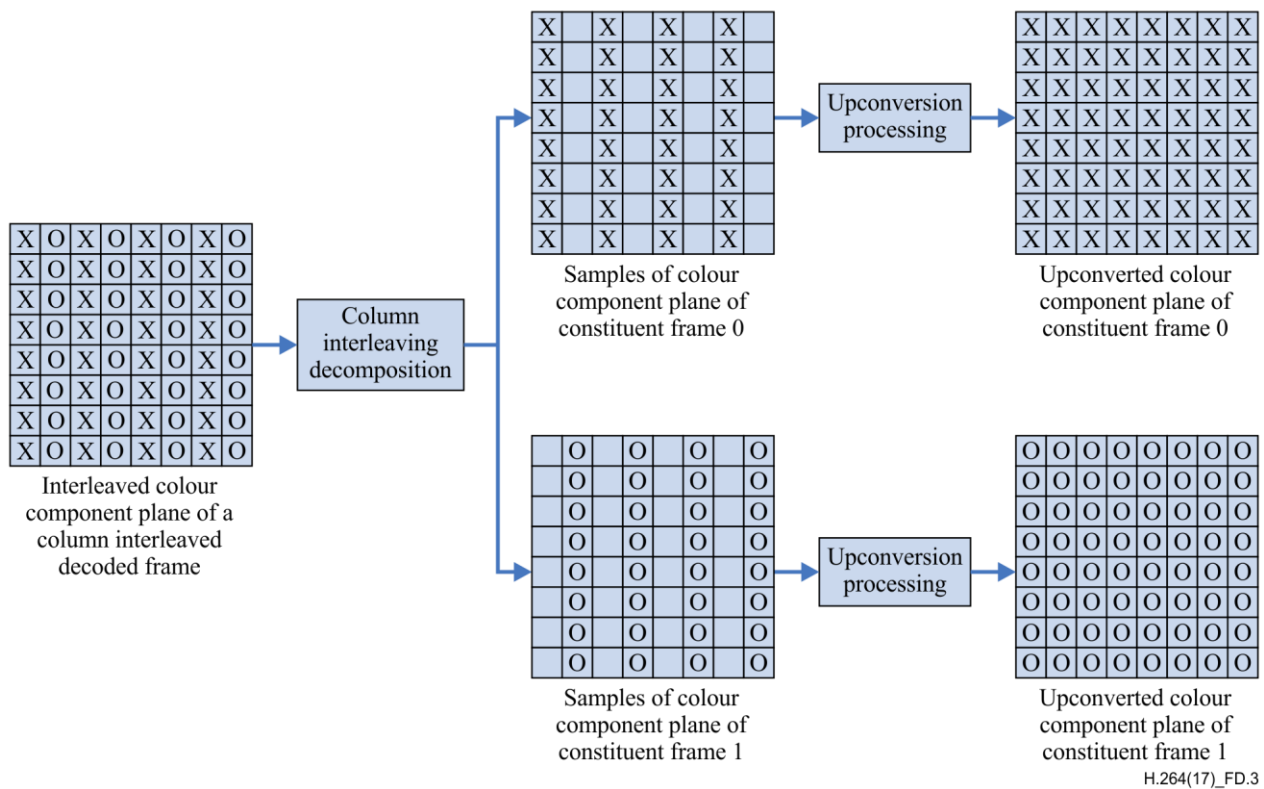 X X X X
X X X X
X X X X
X X X X
X X X X
X X X X
X X X X
X X X X
Samples of colour
component plane of
constituent frame 0
Upconversion
processing
X X X X X X X X
X X X X X X X X
X X X X X X X X
X X X X X X X X
X X X X X X X X
X X X X X X X X
X X X X X X X X
X X X X X X X X
Upconverted colour
component plane of
constituent frame 0
X O X O X O X O
X O X O X O X O
X O X O X O X O
X O X O X O X O
X O X O X O X O
X O X O X O X O
X O X O X O X O
X O X O X O X O
Interleaved colour
component plane of a
column interleaved
decoded frame
Column
interleaving
decomposition
O O O O
O O O O
O O O O
O O O O
O O O O
O O O O
O O O O
O O O O
Samples of colour
component plane of
constituent frame 1
Upconversion
processing
O O O O O O O O
O O O O O O O O
O O O O O O O O
O O O O O O O O
O O O O O O O O
O O O O O O O O
O O O O O O O O
O O O O O O O O
Upconverted colour
component plane of
constituent frame 1
H.264(17)_FD.3